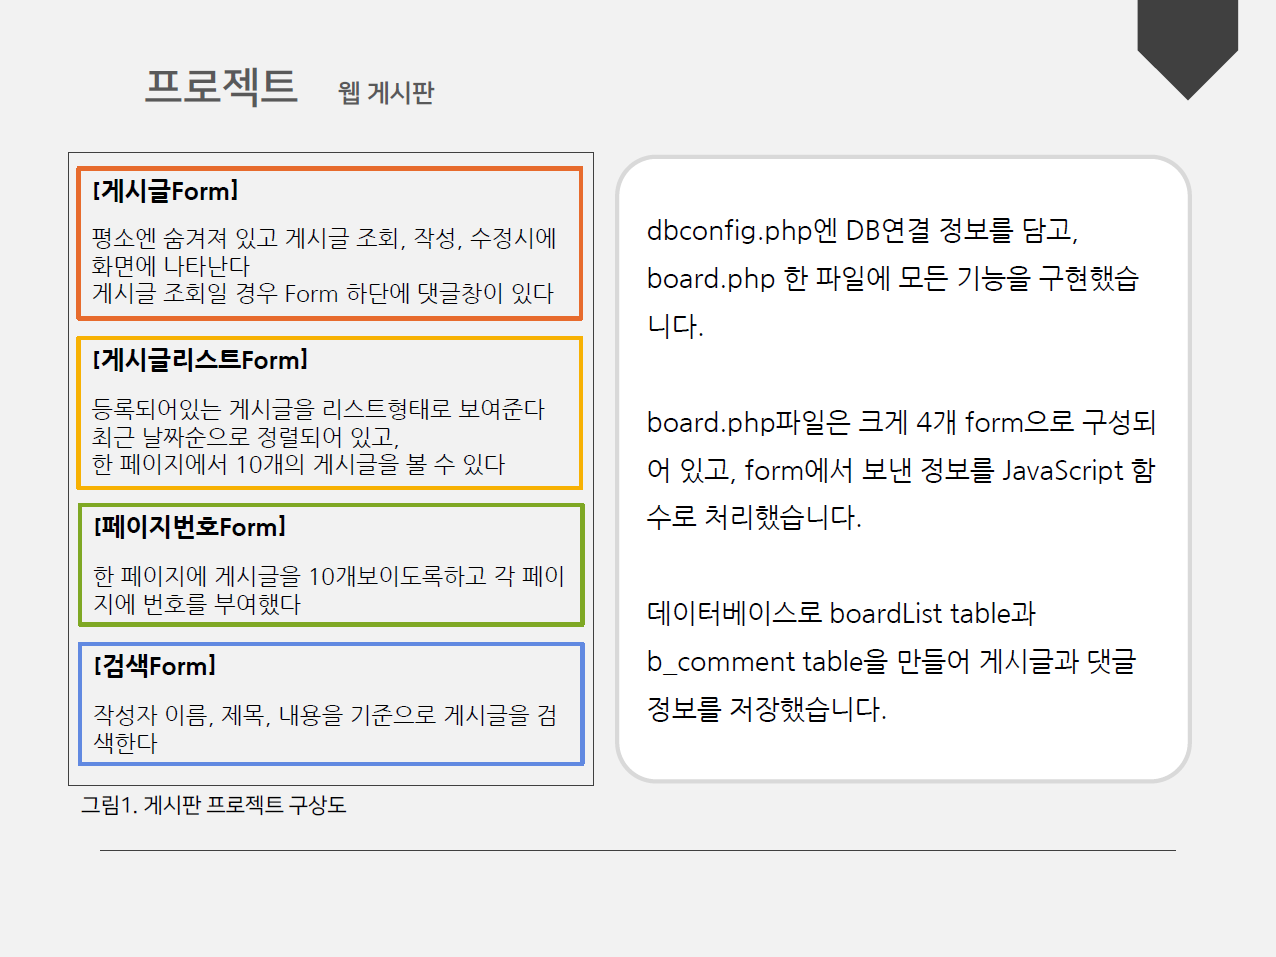 프로젝트 웹 게시판
[게시글Form]
평소엔 숨겨져 있고 게시글 조회, 작성, 수정시에
화면에 나타난다
게시글 조회일 경우 Form 하단에 댓글창이 있다
[게시글리스트Form]
등록되어있는 게시글을 리스트형태로 보여준다
최근 날짜순으로 정렬되어 있고,
한 페이지에서 10개의 게시글을 볼 수 있다
[페이지번호Form]
한 페이지에 게시글을 10개보이도록하고 각 페이
지에 번호를 부여했다
[검색Form]
작성자 이름, 제목, 내용을 기준으로 게시글을 검
색한다
그림1. 게시판 프로젝트 구상도
dbconfig.php엔 DB연결 정보를 담고,
board.php 한 파일에 모든 기능을 구현했습
니다.
board.php파일은 크게 4개 form으로 구성되
어 있고, form에서 보낸 정보를 JavaScript 함
수로 처리했습니다.
데이터베이스로 boardList table과
b_comment table을 만들어 게시글과 댓글
정보를 저장했습니다.